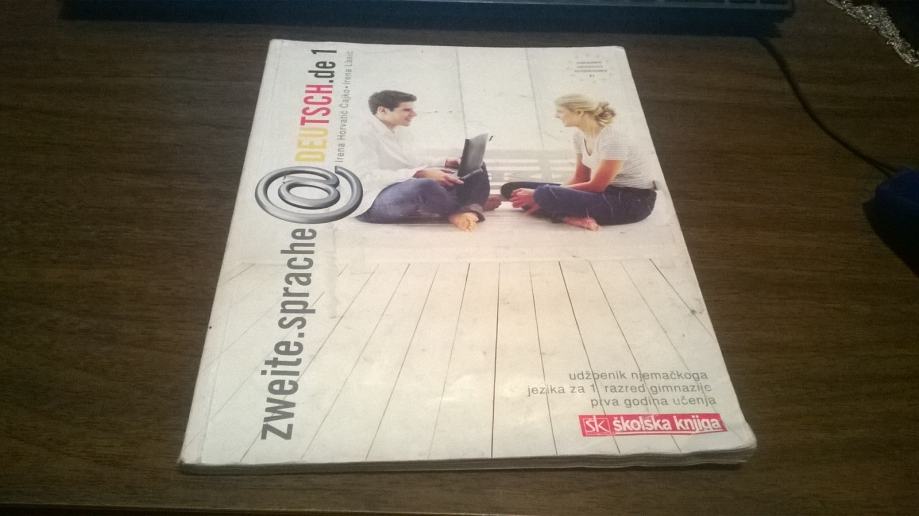 zweite.sprache@DEUTSCH.de 1
Irena Horvatić Čajko • Irena Lasić
udžbenik njemačkoga
jezika za 1. razred gimnazije
prva godina učenja
ŠK školska knjiga